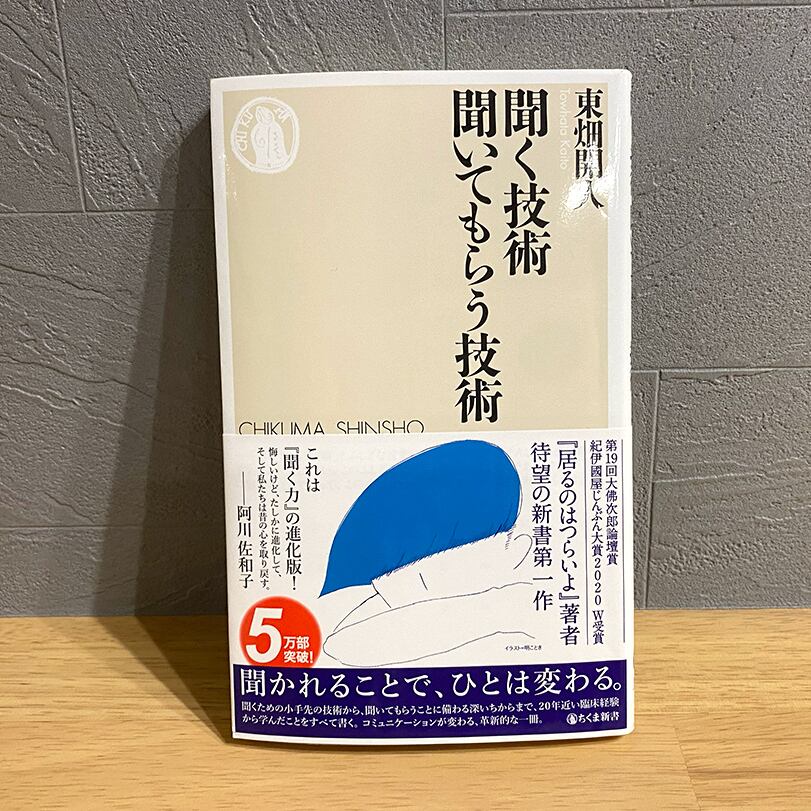 東畑開人
Towhata Kaito
聞く技術
聞いてもらう技術
CHIKUMA SHINSHO
第19回大佛次郎論壇賞
紀伊國屋じんぶん大賞2020 W受賞
『居るのはつらいよ』著者
待望の新書第一作
これは
『聞く力』の進化版！
悔しいけど、たしかに進化して、
そして私たちは昔の心を取り戻す。
——阿川 佐和子
5万部
突破！
イラスト=明ことき
聞かれることで、ひとは変わる。
聞くための小手先の技術から、聞いてもらうことに備わる深いちからまで、20年近い臨床経験
から学んだことをすべて書く。コミュニケーションが変わる、革新的な一冊。
ちくま新書